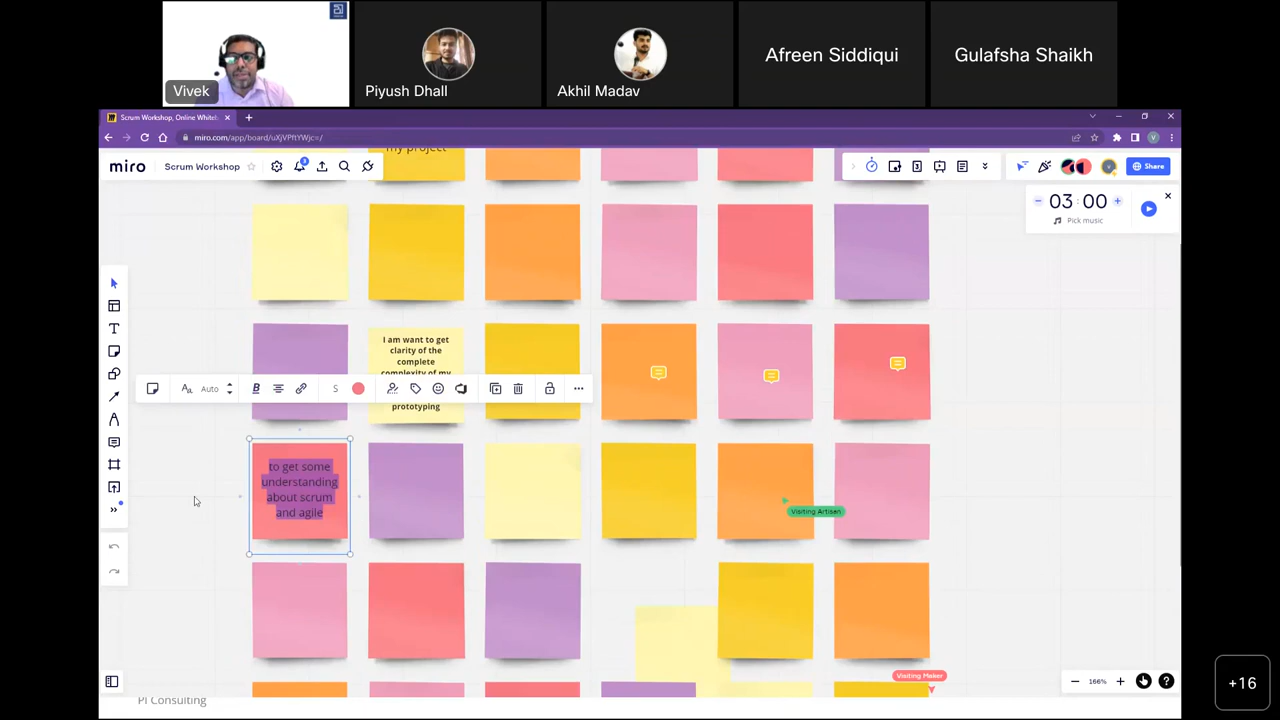 Vivek
Piyush Dhall
Akhil Madav
Afreen Siddiqui
Gulafsha Shaikh
Scrum Workshop, Online Whiteb
miro.com/app/board/uXjVPftYWjc=/
V
miro
Scrum Workshop
Share
my project
03 : 00
Pick music
I am want to get
clarity of the
complete
complexity of my
prototyping
Auto
S
to get some
understanding
about scrum
and agile
Visiting Artisan
Visiting Maker
166%
PI Consulting
+16